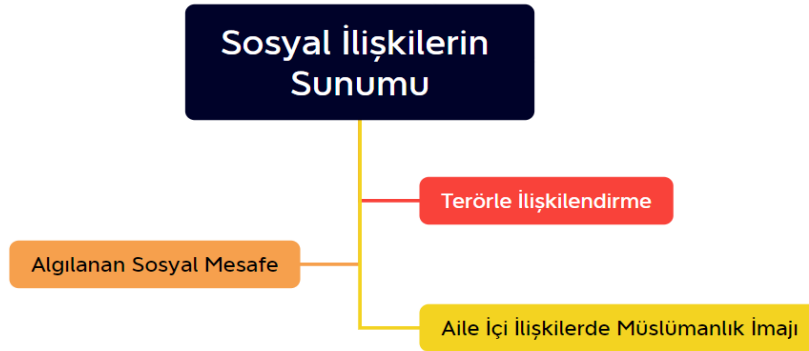 Sosyal İlişkilerin
Sunumu
Terörle İlişkilendirme
Algılanan Sosyal Mesafe
Aile İçi İlişkilerde Müslümanlık İmajı